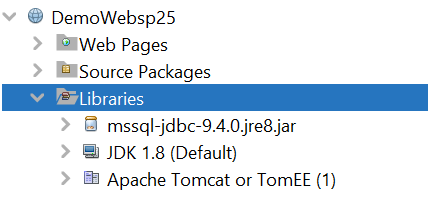 DemoWebsp25
Web Pages
Source Packages
Libraries
mssql-jdbc-9.4.0.jre8.jar
JDK 1.8 (Default)
Apache Tomcat or TomEE (1)